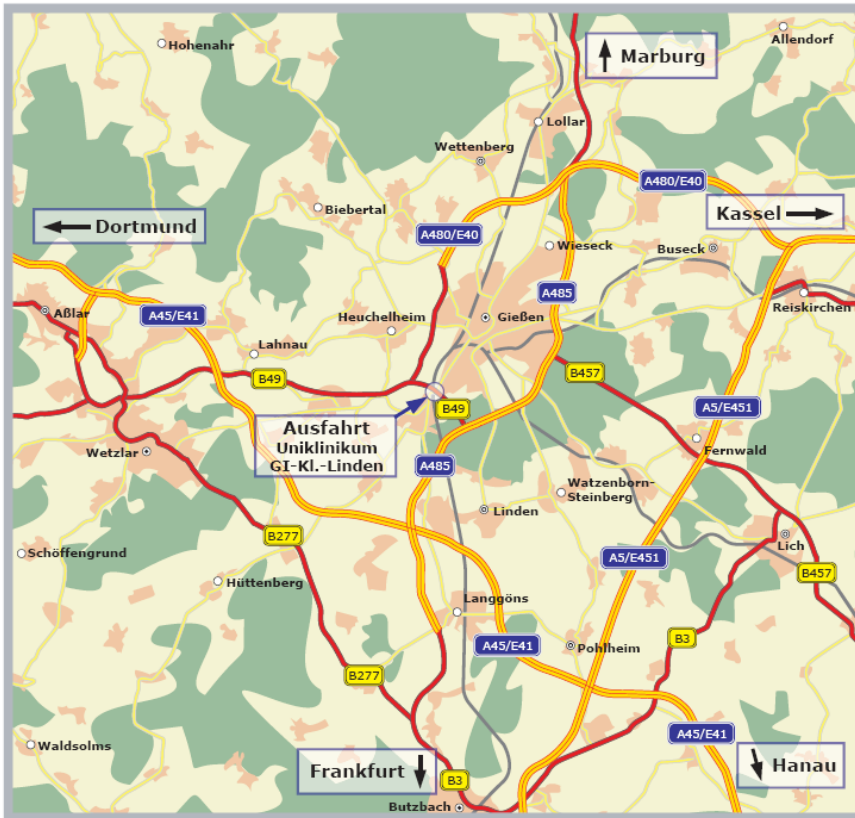 Hohenahr
Allendorf
Marburg
Lollar
Wettenberg
A480/E40
Biebertal
Kassel
Dortmund
A480/E40
Wieseck
Buseck
A485
Reiskirchen
Aßlar
A45/E41
Heuchelheim
Gießen
Lahnau
B49
B457
B49
A5/E451
Ausfahrt
Uniklinikum
GI-Kl.-Linden
Wetzlar
Fernwald
A485
Watzenborn-
Steinberg
Linden
B277
Schöffengrund
Lich
A5/E451
B457
Hüttenberg
Langgöns
B3
A45/E41
Pohlheim
B277
A45/E41
Waldsolms
Frankfurt
Hanau
B3
Butzbach